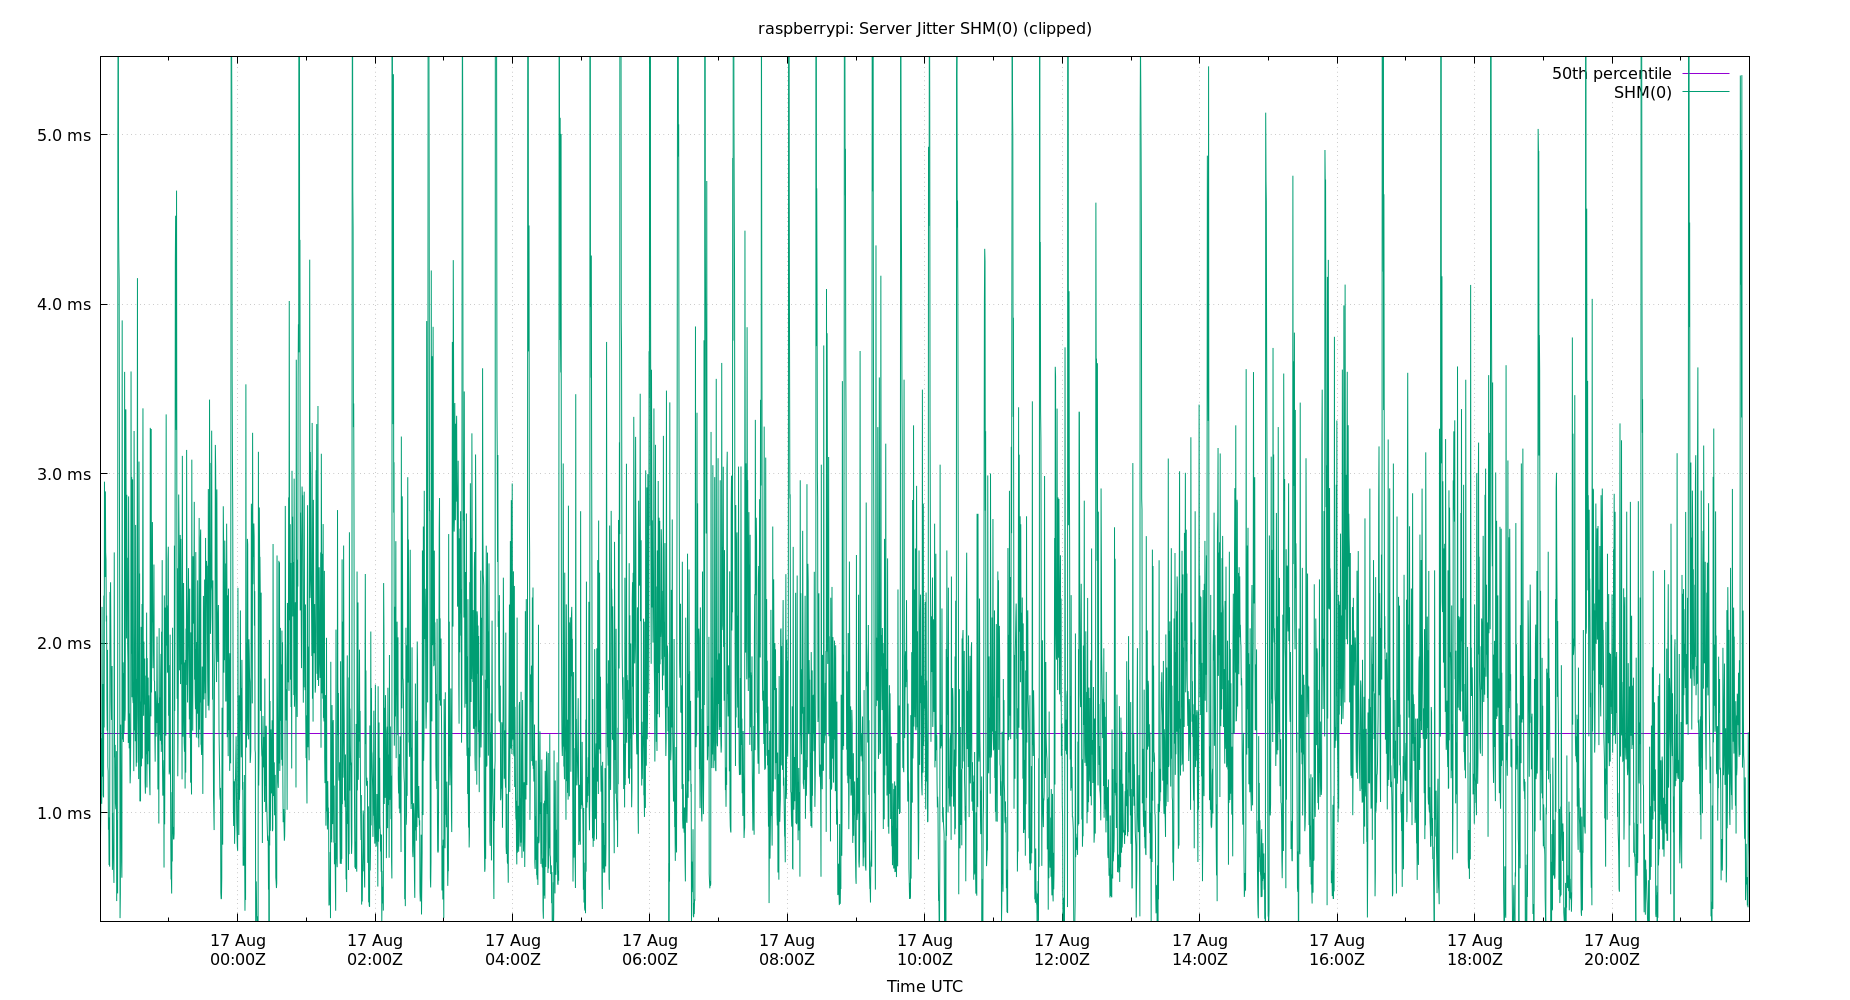 raspberrypi: Server Jitter SHM(0) (clipped)
50th percentile
SHM(0)
5.0 ms
4.0 ms
3.0 ms
2.0 ms
1.0 ms
17 Aug 17 Aug 17 Aug 17 Aug 17 Aug 17 Aug 17 Aug 17 Aug 17 Aug 17 Aug 17 Aug
00:00Z 02:00Z 04:00Z 06:00Z 08:00Z 10:00Z 12:00Z 14:00Z 16:00Z 18:00Z 20:00Z
Time UTC